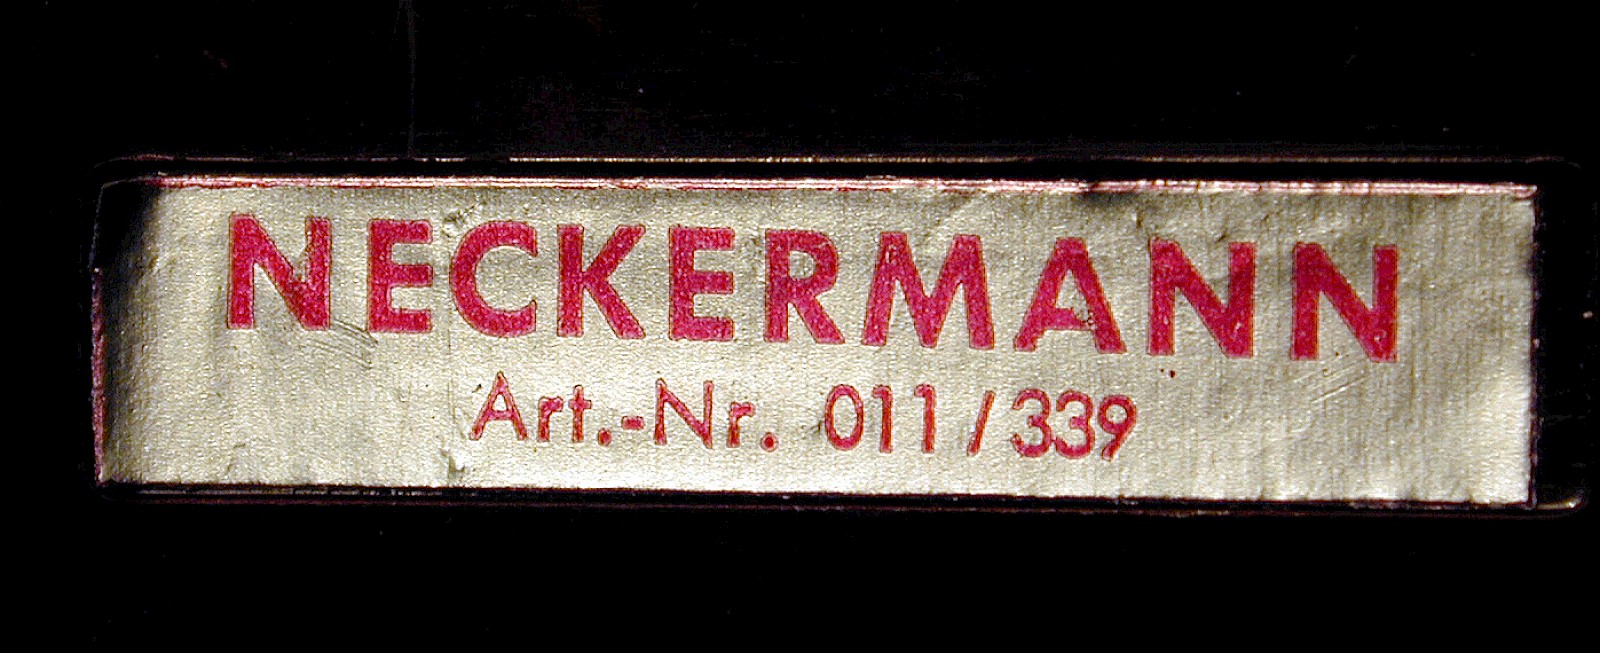 NECKERMANN
Art.-Nr. 011/339